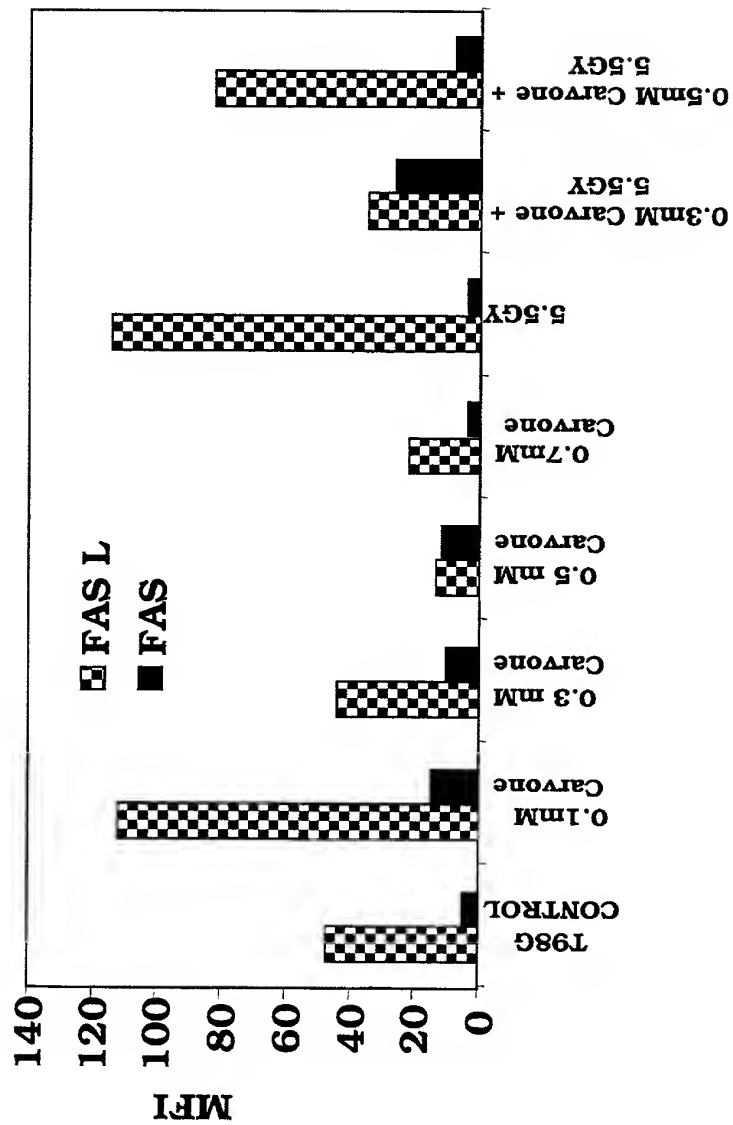 FAS L
FAS
MFI
140
120
100
80
60
40
20
0
T98G
CONTROL
0.1mM
Carvone
0.3 mM
Carvone
0.5 mM
Carvone
0.7mM
Carvone
5.5GY
0.3mM Carvone +
5.5GY
0.5mM Carvone +
5.5GY